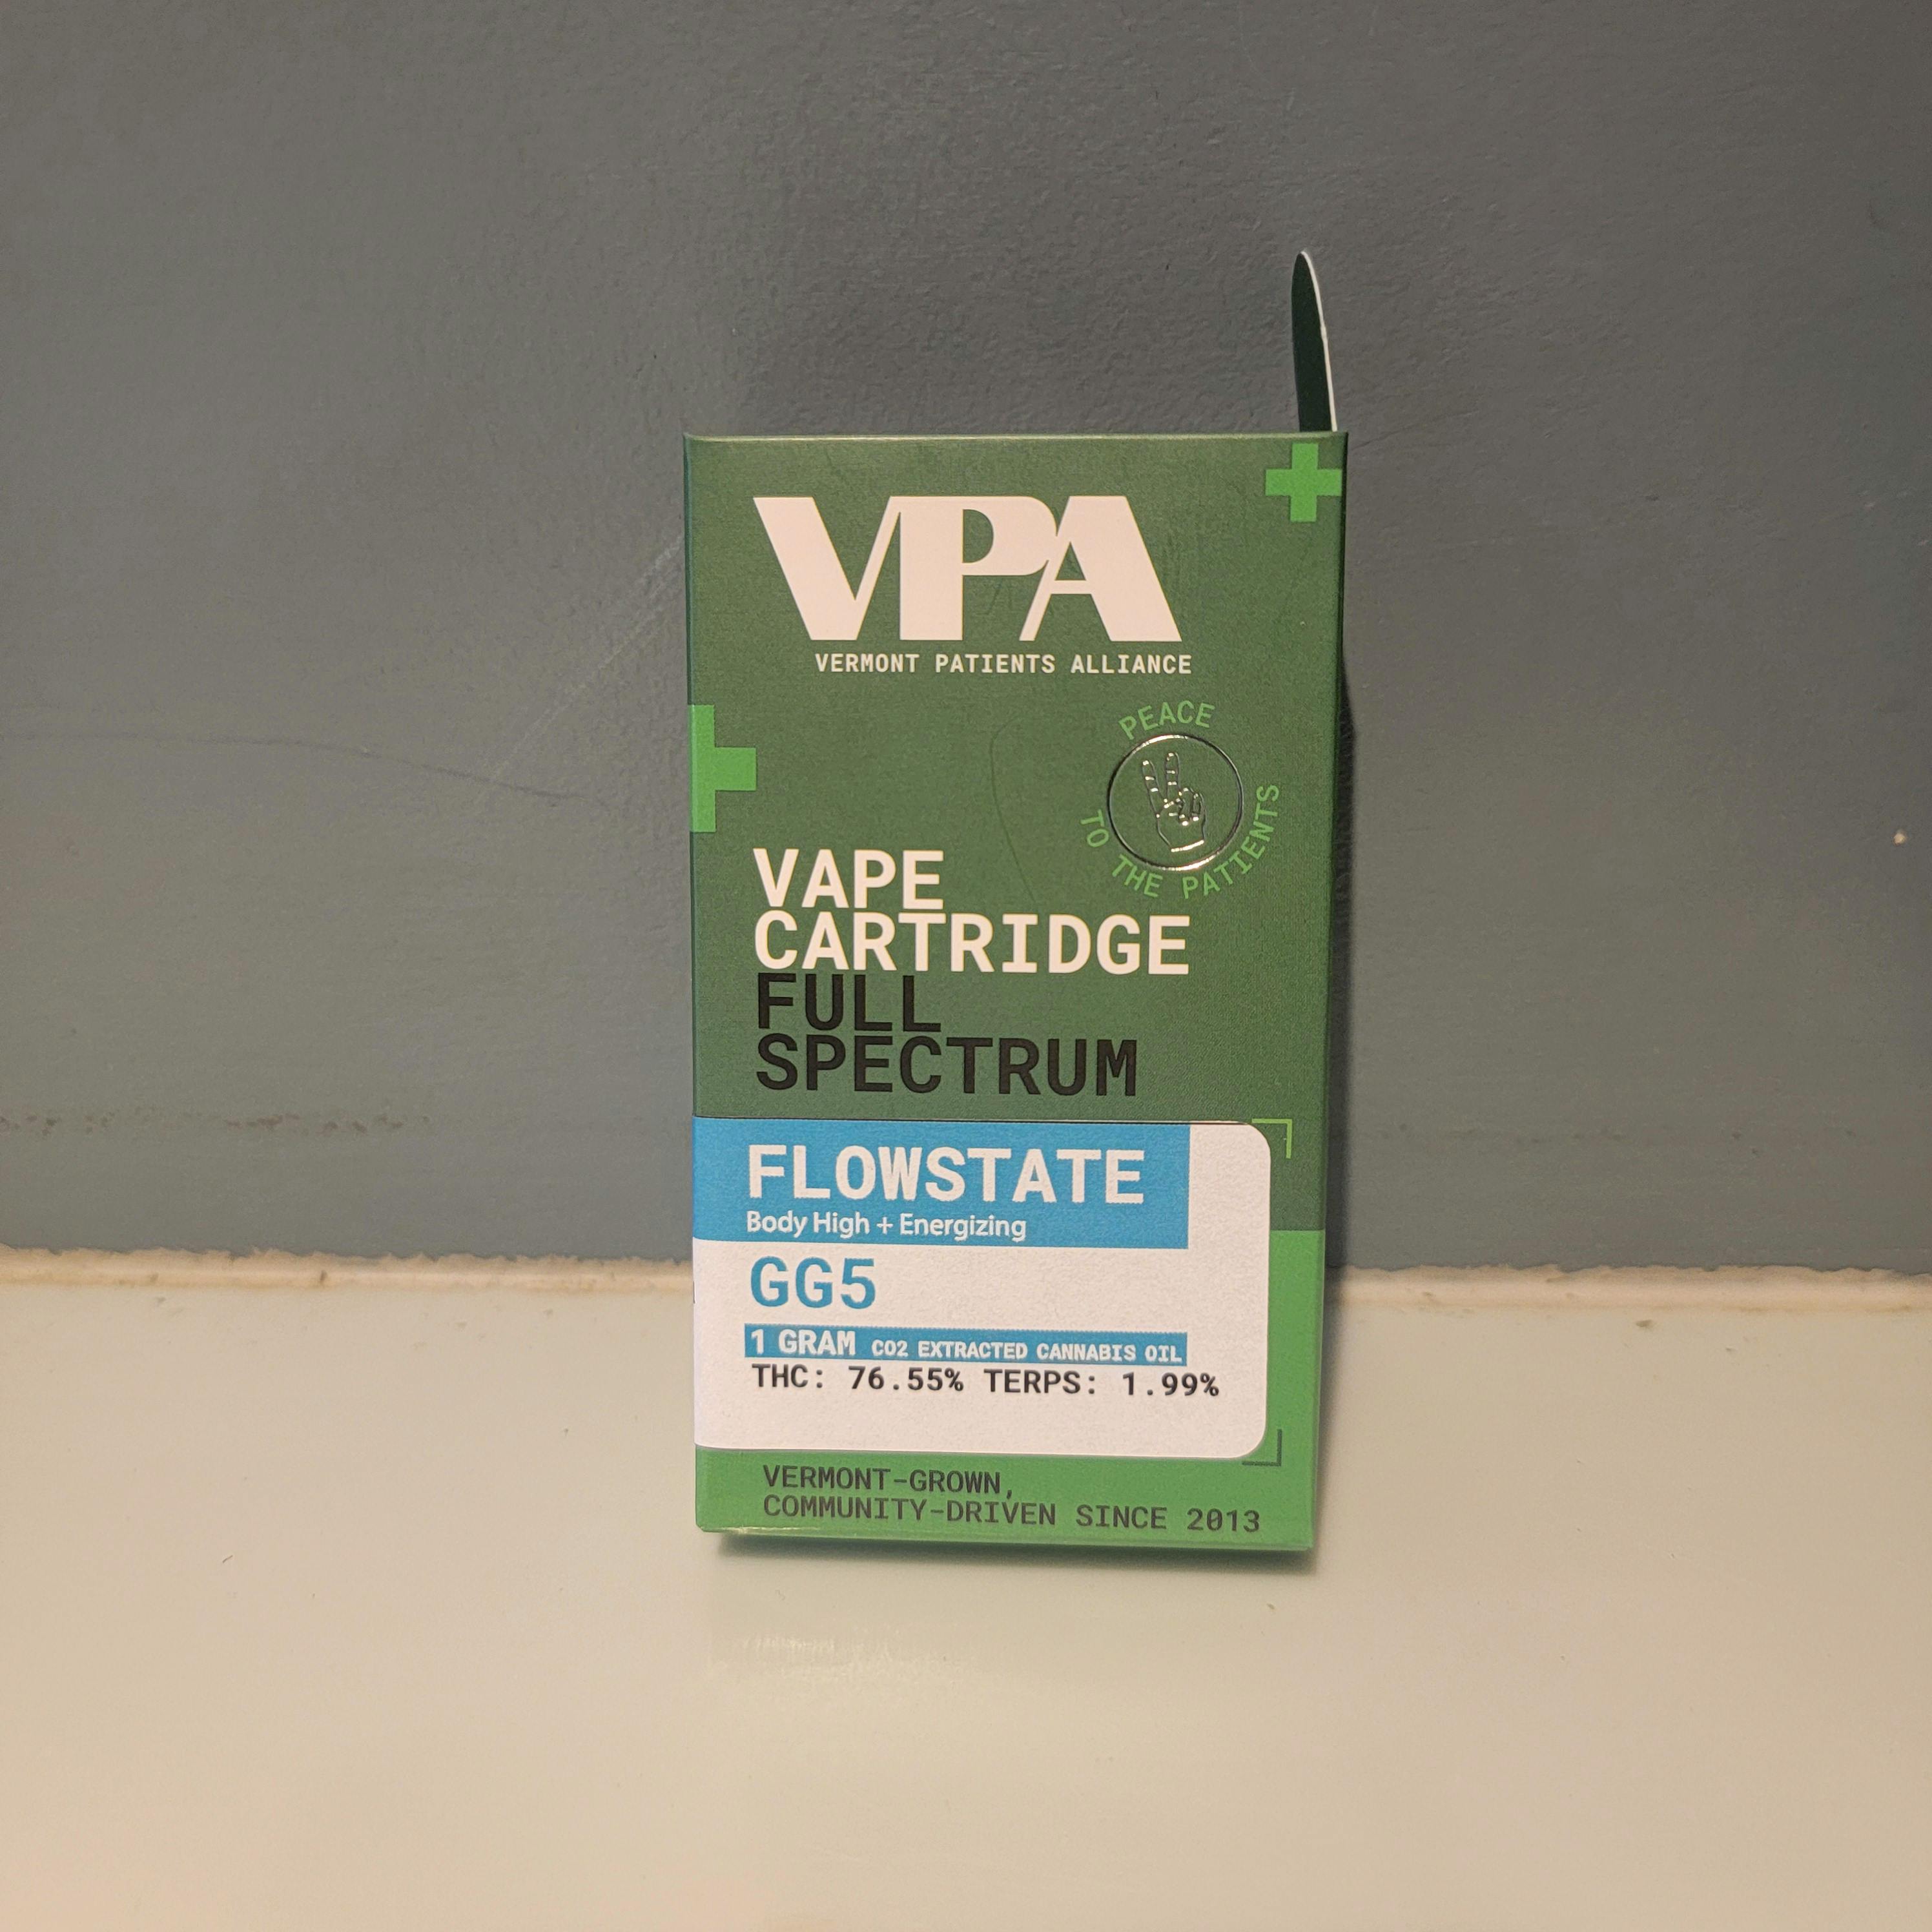 VPA
VERMONT PATIENTS ALLIANCE
PEACE
TO THE PATIENTS
VAPE
CARTRIDGE
FULL
SPECTRUM
FLOWSTATE
Body High + Energizing
GG5
1 GRAM CO2 EXTRACTED CANNABIS OIL
THC: 76.55% TERPS: 1.99%
VERMONT-GROWN,
COMMUNITY-DRIVEN SINCE 2013